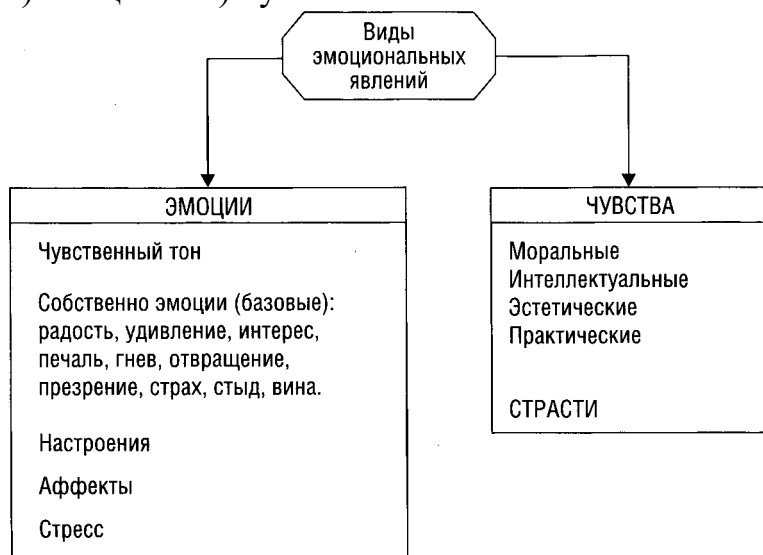 Виды
эмоциональных
явлений
ЭМОЦИИ
Чувственный тон
Собственно эмоции (базовые):
радость, удивление, интерес,
печаль, гнев, отвращение,
презрение, страх, стыд, вина.
Настроения
Аффекты
Стресс
ЧУВСТВА
Моральные
Интеллектуальные
Эстетические
Практические
СТРАСТИ